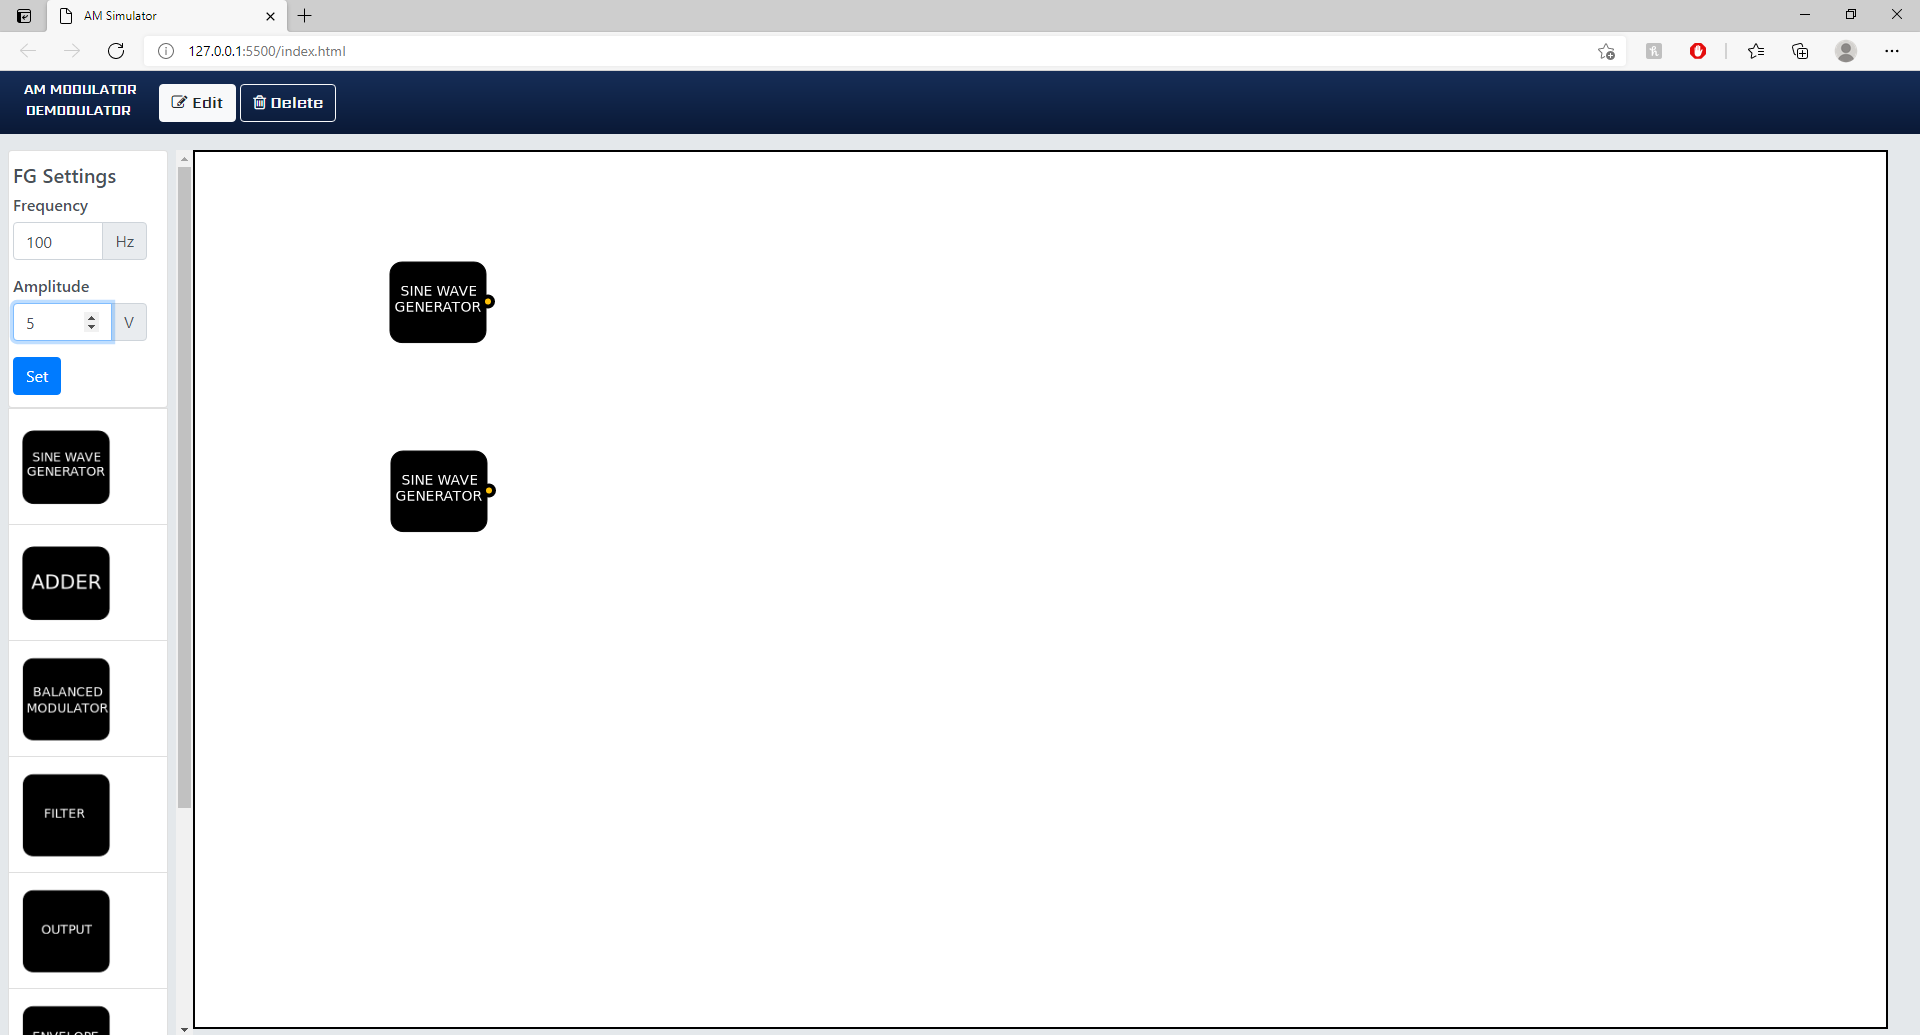 AM Simulator
127.0.0.1:5500/index.html
AM MODULATOR
DEMODULATOR
Edit
Delete
FG Settings
Frequency
100 Hz
Amplitude
5 V
Set
SINE WAVE
GENERATOR
ADDER
BALANCED
MODULATOR
FILTER
OUTPUT
SINE WAVE
GENERATOR
SINE WAVE
GENERATOR